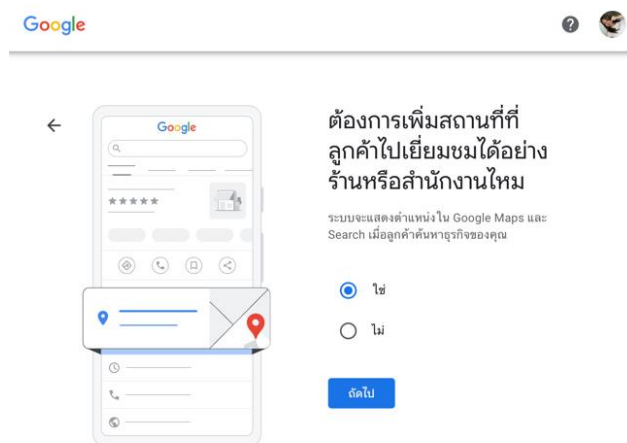 Google
Google
ต้องการเพิ่มสถานที่ที่
ลูกค้าไปเยี่ยมชมได้อย่าง
ร้านหรือสำนักงานไหม
ระบบจะแสดงตำแหน่งใน Google Maps และ
Search เมื่อลูกค้าค้นหาธุรกิจของคุณ
ใช่
ไม่
ถัดไป